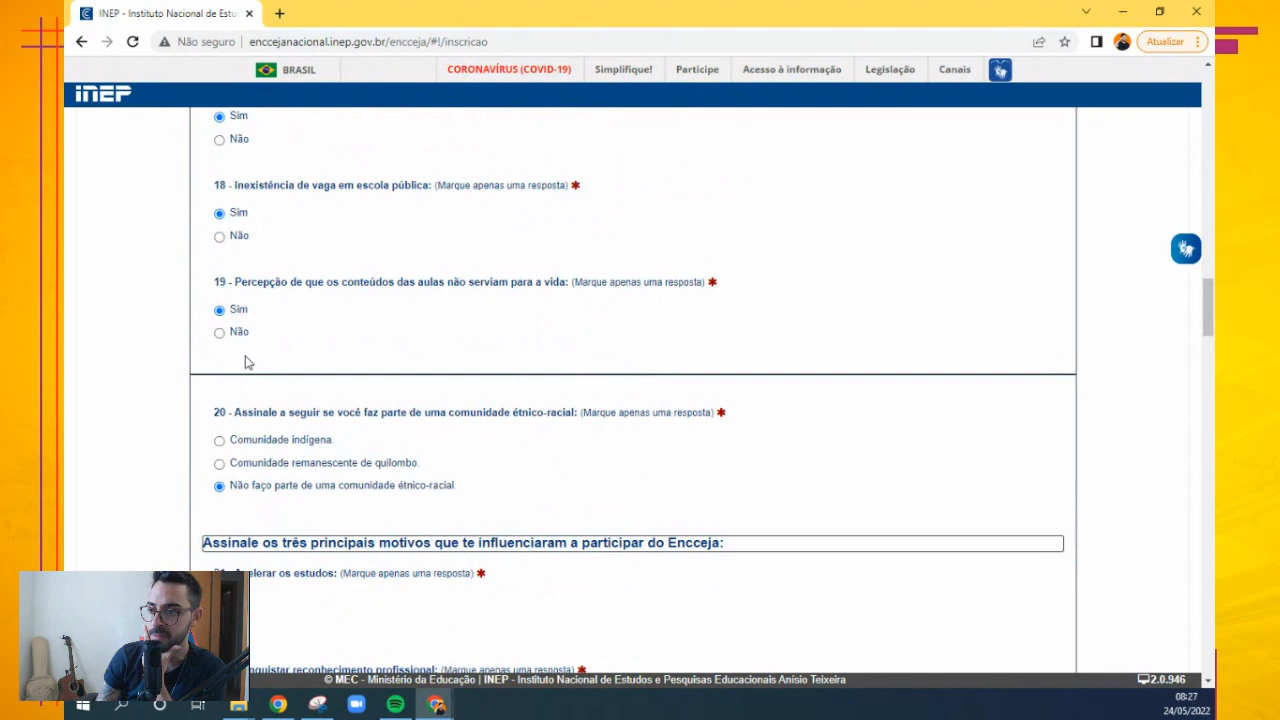 INEP - Instituto Nacional de Estu
Não seguro
enccejanacional.inep.gov.br/encceja/#!/inscricao
Atualizar
BRASIL
CORONAVÍRUS (COVID-19)
Simplifique!
Participe
Acesso à informação
Legislação
Canais
inep
Sim
Não
18 - Inexistência de vaga em escola pública: (Marque apenas uma resposta) *
Sim
Não
19 - Percepção de que os conteúdos das aulas não serviam para a vida: (Marque apenas uma resposta) *
Sim
Não
20 - Assinale a seguir se você faz parte de uma comunidade étnico-racial: (Marque apenas uma resposta) *
Comunidade indígena.
Comunidade remanescente de quilombo.
Não faço parte de uma comunidade étnico-racial.
Assinale os três principais motivos que te influenciaram a participar do Encceja:
elerar os estudos: (Marque apenas uma resposta) *
nquistar reconhecimento profissional: (Marque apenas uma resposta) *
© MEC - Ministério da Educação | INEP - Instituto Nacional de Estudos e Pesquisas Educacionais Anísio Teixeira
2.0.946
08:27
24/05/2022